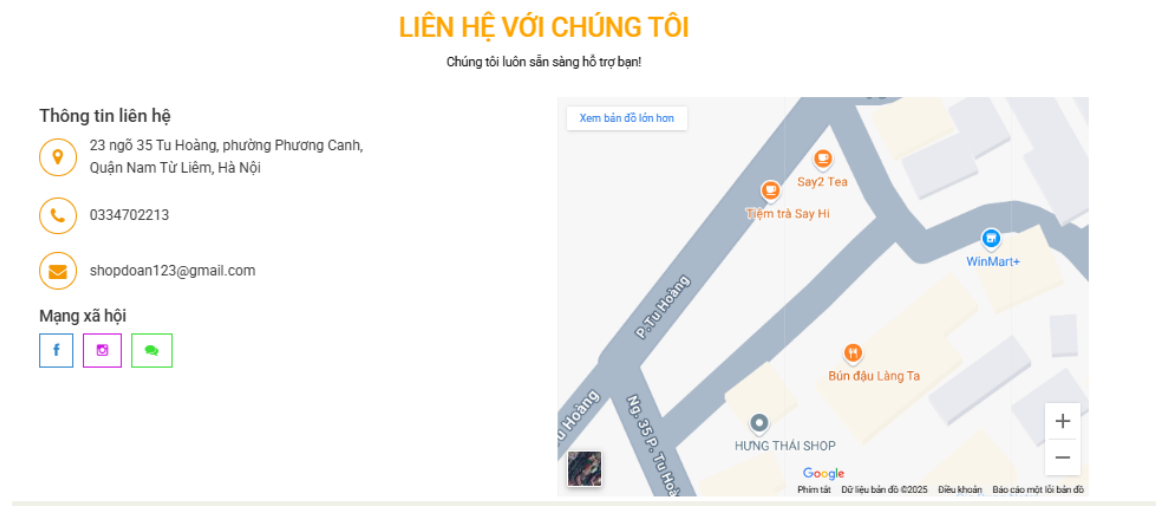 LIÊN HỆ VỚI CHÚNG TÔI
Chúng tôi luôn sẵn sàng hỗ trợ bạn!
Thông tin liên hệ
23 ngõ 35 Tu Hoàng, phường Phương Canh,
Quận Nam Từ Liêm, Hà Nội
0334702213
shopdoan123@gmail.com
Mạng xã hội
Xem bản đồ lớn hơn
Say2 Tea
Tiệm trà Say Hi
WinMart+
P. Tu Hoàng
Bún đậu Làng Ta
u Hoàng
Ng. 35 P. Tu Hoà
HƯNG THÁI SHOP
Google
Phím tắt Dữ liệu bản đồ ©2025 Điều khoản Báo cáo một lỗi bản đồ